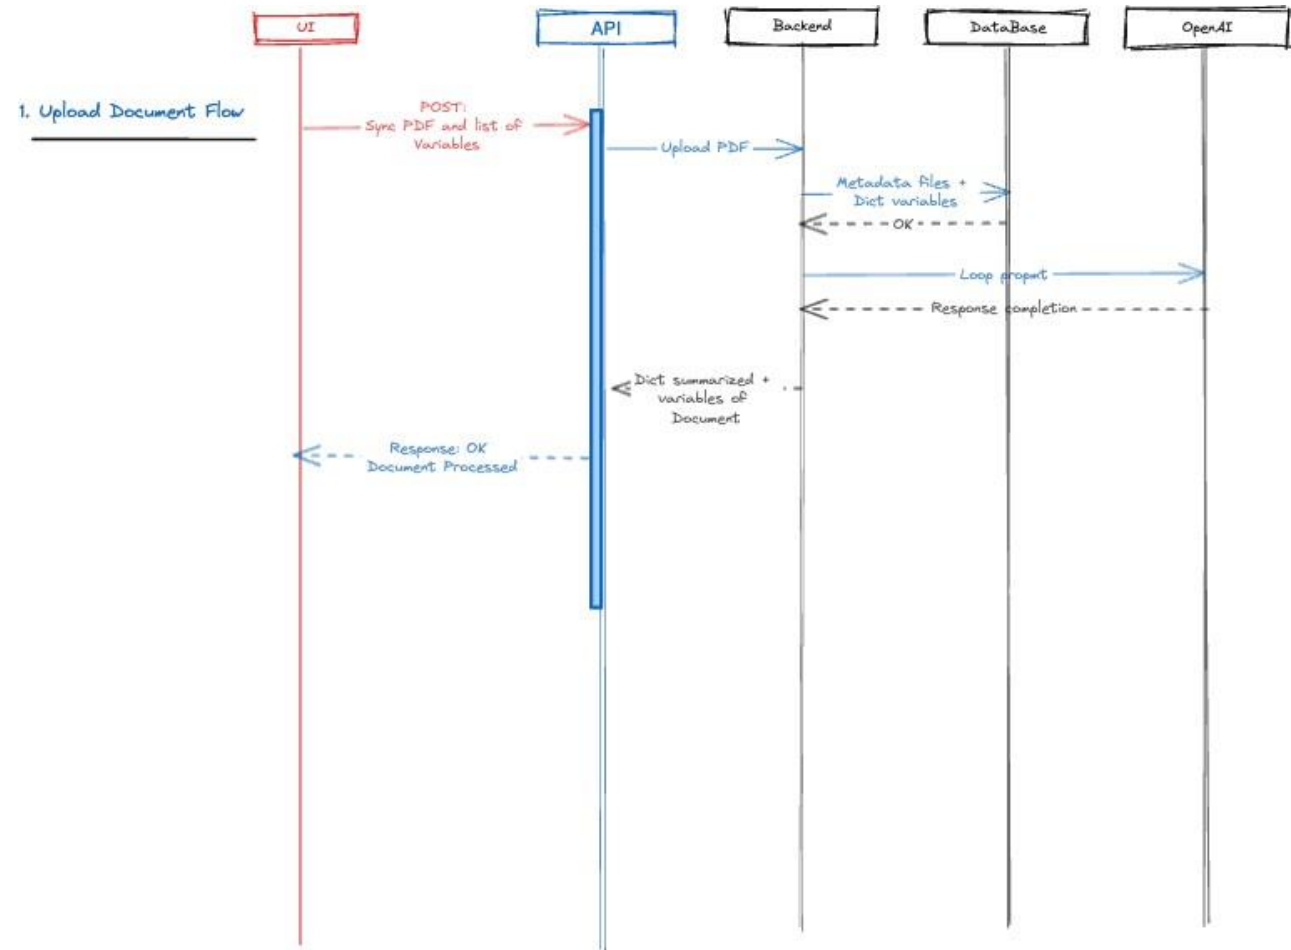 UI
API
Backend
DataBase
OpenAI
1. Upload Document Flow
POST:
Sync PDF and list of
Variables
Upload PDF
Metadata files +
Dict variables
OK
Loop propmt
Response completion
Dict summarized +
variables of
Document
Response: OK
Document Processed